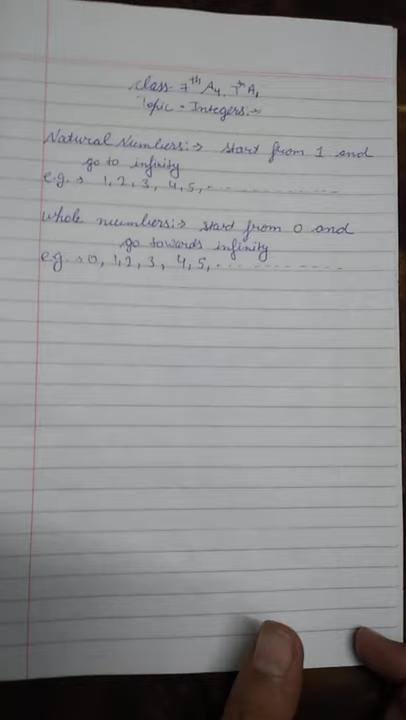 Class - 7th A4, 7th A1
Topic - Integers :->
Natural Numbers :-> start from 1 and
go to infinity
e.g. -> 1, 2, 3, 4, 5, . - - - - - - - - - -
Whole numbers :-> start from 0 and
go towards infinity
e.g. -> 0, 1, 2, 3, 4, 5, . . - - - - - - - - -